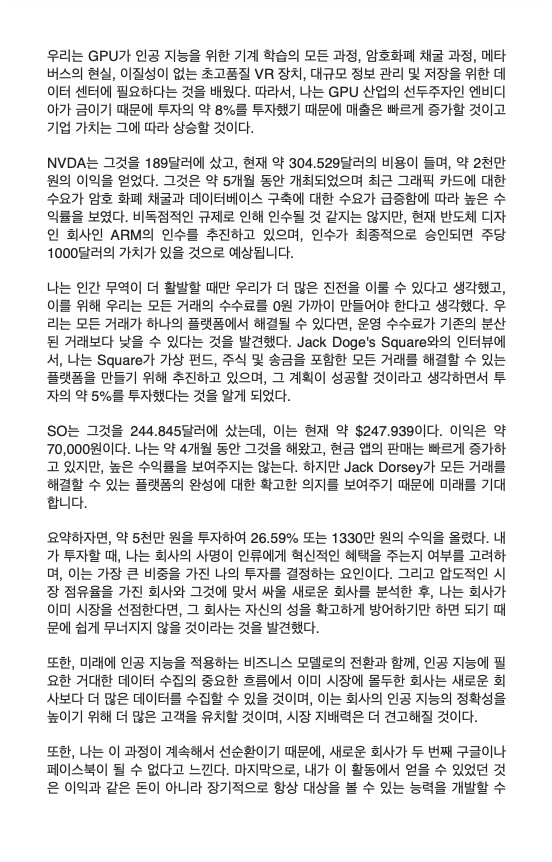 우리는 GPU가 인공 지능을 위한 기계 학습의 모든 과정, 암호화폐 채굴 과정, 메타
버스의 현실, 이질성이 없는 초고품질 VR 장치, 대규모 정보 관리 및 저장을 위한 데
이터 센터에 필요하다는 것을 배웠다. 따라서, 나는 GPU 산업의 선두주자인 엔비디
아가 금이기 때문에 투자의 약 8%를 투자했기 때문에 매출은 빠르게 증가할 것이고
기업 가치는 그에 따라 상승할 것이다.
NVDA는 그것을 189달러에 샀고, 현재 약 304.529달러의 비용이 들며, 약 2천만
원의 이익을 얻었다. 그것은 약 5개월 동안 개최되었으며 최근 그래픽 카드에 대한
수요가 암호 화폐 채굴과 데이터베이스 구축에 대한 수요가 급증함에 따라 높은 수
익률을 보였다. 비독점적인 규제로 인해 인수될 것 같지는 않지만, 현재 반도체 디자
인 회사인 ARM의 인수를 추진하고 있으며, 인수가 최종적으로 승인되면 주당
1000달러의 가치가 있을 것으로 예상됩니다.
나는 인간 무역이 더 활발할 때만 우리가 더 많은 진전을 이룰 수 있다고 생각했고,
이를 위해 우리는 모든 거래의 수수료를 0원 가까이 만들어야 한다고 생각했다. 우
리는 모든 거래가 하나의 플랫폼에서 해결될 수 있다면, 운영 수수료가 기존의 분산
된 거래보다 낮을 수 있다는 것을 발견했다. Jack Doge's Square와의 인터뷰에
서, 나는 Square가 가상 펀드, 주식 및 송금을 포함한 모든 거래를 해결할 수 있는
플랫폼을 만들기 위해 추진하고 있으며, 그 계획이 성공할 것이라고 생각하면서 투
자의 약 5%를 투자했다는 것을 알게 되었다.
SO는 그것을 244.845달러에 샀는데, 이는 현재 약 $247.939이다. 이익은 약
70,000원이다. 나는 약 4개월 동안 그것을 해왔고, 현금 앱의 판매는 빠르게 증가하
고 있지만, 높은 수익률을 보여주지는 않는다. 하지만 Jack Dorsey가 모든 거래를
해결할 수 있는 플랫폼의 완성에 대한 확고한 의지를 보여주기 때문에 미래를 기대
합니다.
요약하자면, 약 5천만 원을 투자하여 26.59% 또는 1330만 원의 수익을 올렸다. 내
가 투자할 때, 나는 회사의 사명이 인류에게 혁신적인 혜택을 주는지 여부를 고려하
며, 이는 가장 큰 비중을 가진 나의 투자를 결정하는 요인이다. 그리고 압도적인 시
장 점유율을 가진 회사와 그것에 맞서 싸울 새로운 회사를 분석한 후, 나는 회사가
이미 시장을 선점한다면, 그 회사는 자신의 성을 확고하게 방어하기만 하면 되기 때
문에 쉽게 무너지지 않을 것이라는 것을 발견했다.
또한, 미래에 인공 지능을 적용하는 비즈니스 모델로의 전환과 함께, 인공 지능에 필
요한 거대한 데이터 수집의 중요한 흐름에서 이미 시장에 몰두한 회사는 새로운 회
사보다 더 많은 데이터를 수집할 수 있을 것이며, 이는 회사의 인공 지능의 정확성을
높이기 위해 더 많은 고객을 유치할 것이며, 시장 지배력은 더 견고해질 것이다.
또한, 나는 이 과정이 계속해서 선순환이기 때문에, 새로운 회사가 두 번째 구글이나
페이스북이 될 수 없다고 느낀다. 마지막으로, 내가 이 활동에서 얻을 수 있었던 것
은 이익과 같은 돈이 아니라 장기적으로 항상 대상을 볼 수 있는 능력을 개발할 수